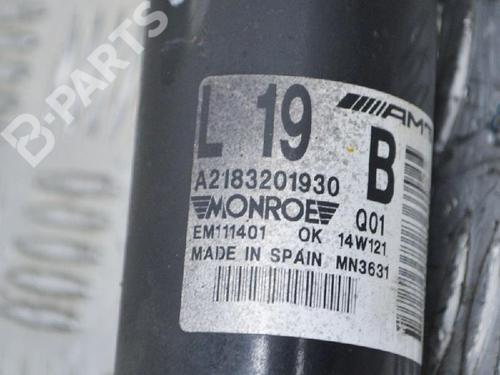 B-PARTS
L 19
AMG
A2183201930 B
MONROE Q01
EM111401 OK 14W121
MADE IN SPAIN MN3631